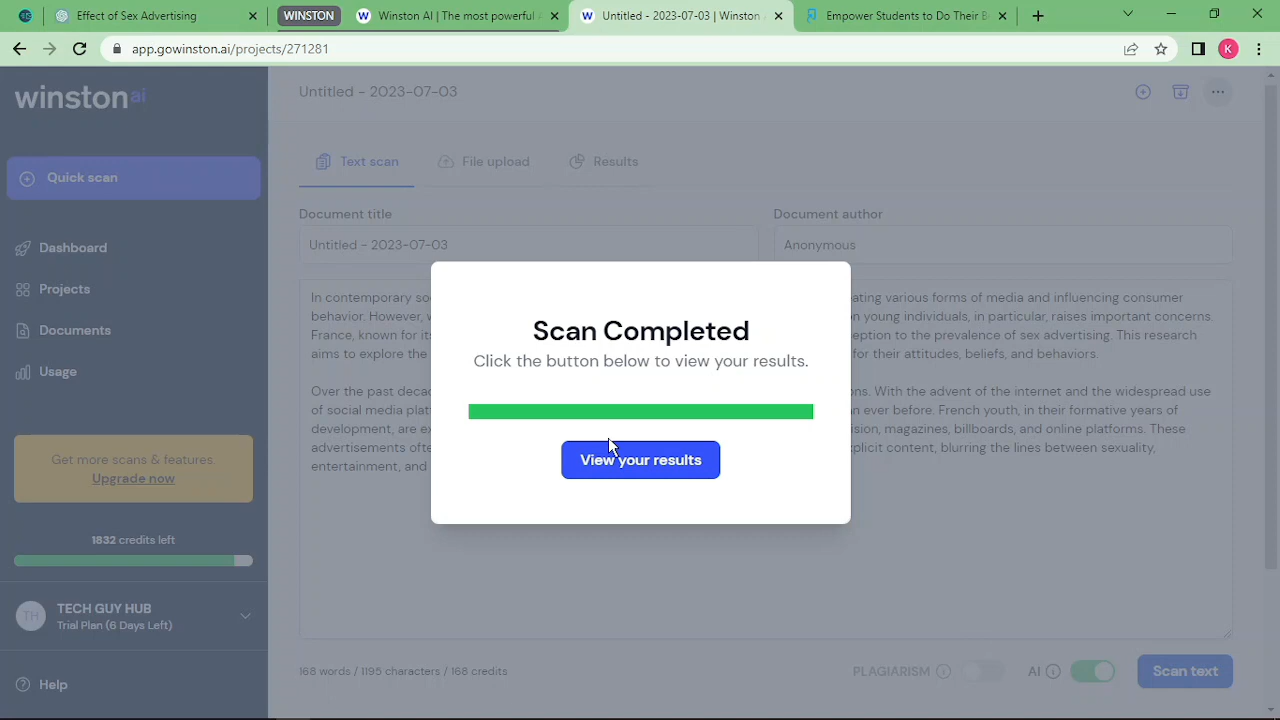 Effect of Sex Advertising
WINSTON
Winston AI | The most powerful
Untitled - 2023-07-03 | Winston
Empower Students to Do Their B
app.gowinston.ai/projects/271281
K
winston ai
Untitled - 2023-07-03
Quick scan
Text scan
File upload
Results
Document title
Document author
Untitled - 2023-07-03
Anonymous
Dashboard
Projects
Documents
Usage
In contemporary so
ating various forms of media and influencing consumer
behavior. However, w
on young individuals, in particular, raises important concerns.
France, known for its
eption to the prevalence of sex advertising. This research
aims to explore the
for their attitudes, beliefs, and behaviors.
Over the past decad
ons. With the advent of the internet and the widespread use
of social media platf
an ever before. French youth, in their formative years of
development, are ex
ision, magazines, billboards, and online platforms. These
advertisements ofte
xplicit content, blurring the lines between sexuality,
entertainment, and
Scan Completed
Click the button below to view your results.
View your results
Get more scans & features.
Upgrade now
1832 credits left
TH
TECH GUY HUB
Trial Plan (6 Days Left)
Help
168 words / 1195 characters / 168 credits
PLAGIARISM
AI
Scan text